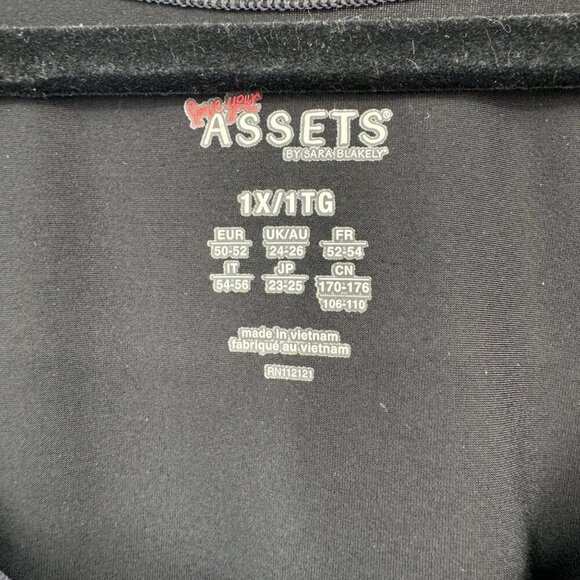 love your
ASSETS®
BY SARA BLAKELY®
1X/1TG
EUR UK/AU FR
50-52 24-26 52-54
IT JP CN
54-56 23-25 170-176
106-110
made in vietnam
fabriqué au vietnam
RN112121